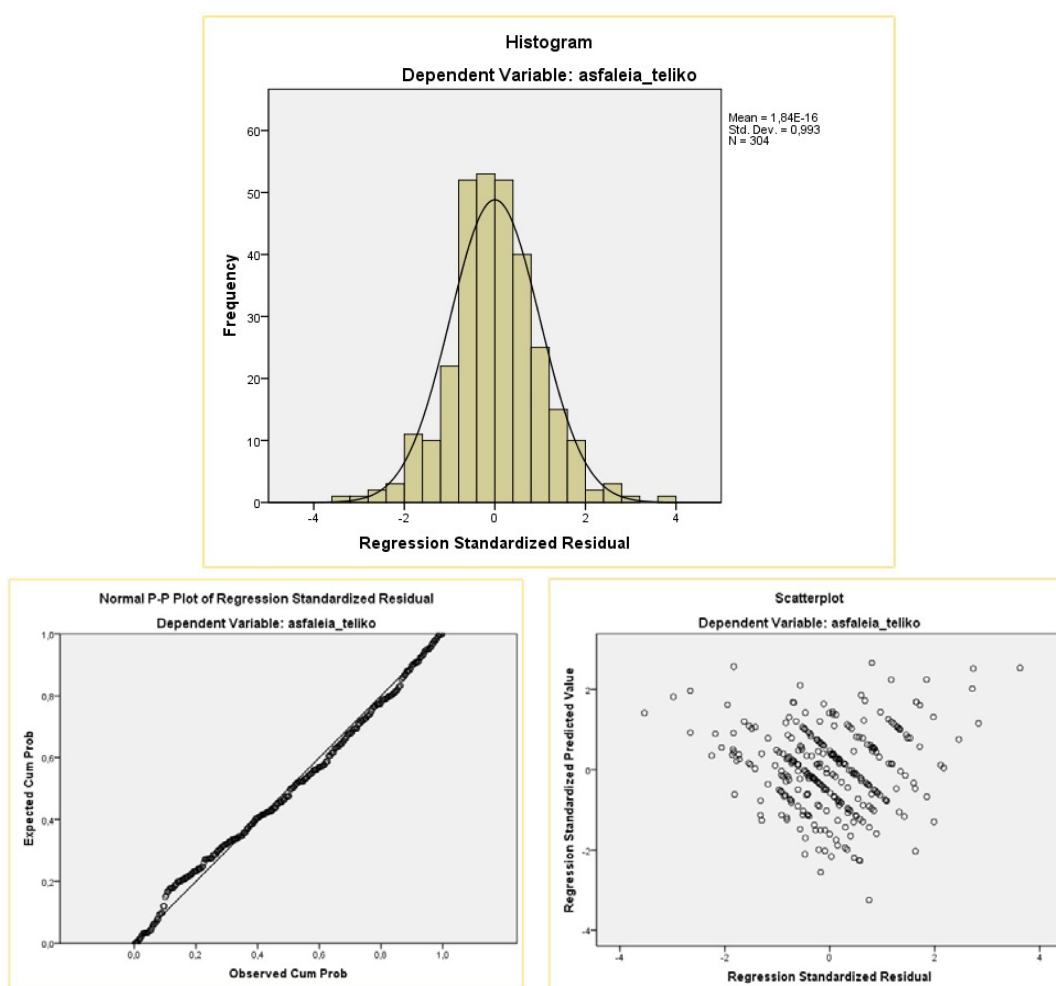 Histogram
Dependent Variable: asfaleia_teliko
Mean = 1,84E-16
Std. Dev. = 0,993
N = 304
60
50
40
30
20
10
0
Frequency
-4 -2 0 2 4
Regression Standardized Residual
Normal P-P Plot of Regression Standardized Residual
Dependent Variable: asfaleia_teliko
1,0
0,8
0,6
0,4
0,2
0,0
Expected Cum Prob
0,0 0,2 0,4 0,6 0,8 1,0
Observed Cum Prob
Scatterplot
Dependent Variable: asfaleia_teliko
2
0
-2
-4
Regression Standardized Predicted Value
-4 -2 0 2 4
Regression Standardized Residual